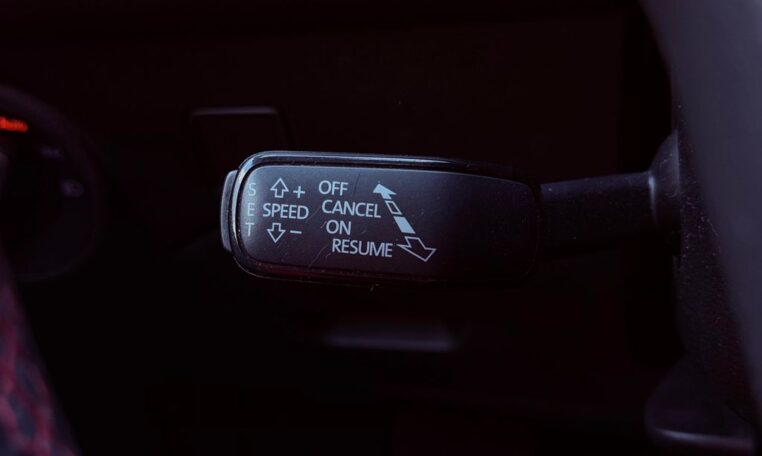 SET
SPEED
+
−
OFF
CANCEL
ON
RESUME